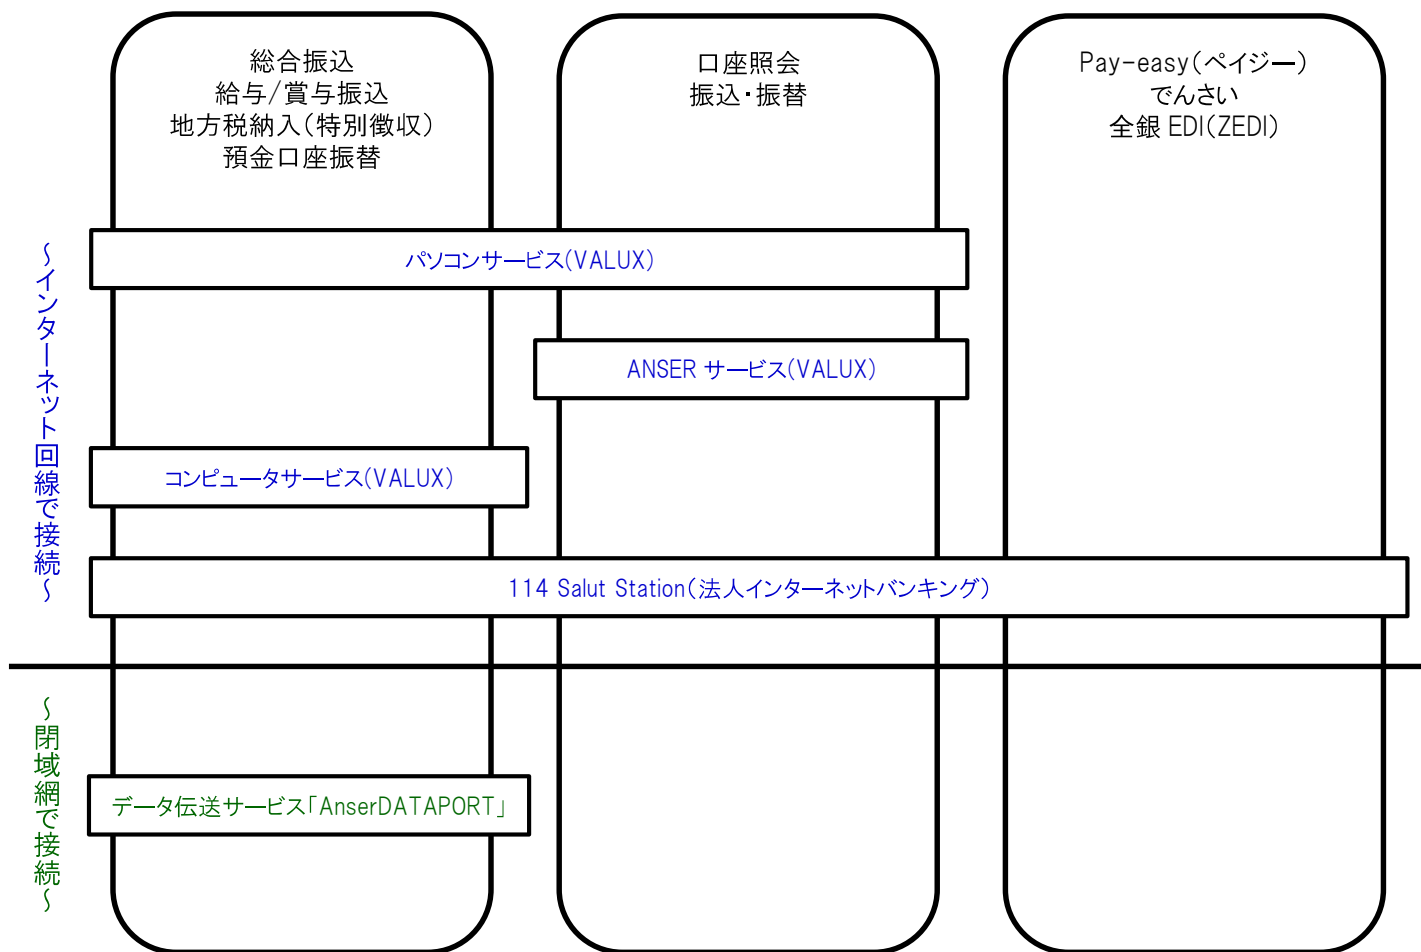 総合振込
給与/賞与振込
地方税納入(特別徴収)
預金口座振替
口座照会
振込・振替
Pay-easy(ペイジー)
でんさい
全銀 EDI(ZEDI)
~インターネット回線で接続~
パソコンサービス(VALUX)
ANSER サービス(VALUX)
コンピュータサービス(VALUX)
114 Salut Station(法人インターネットバンキング)
~閉域網で接続~
データ伝送サービス「AnserDATAPORT」